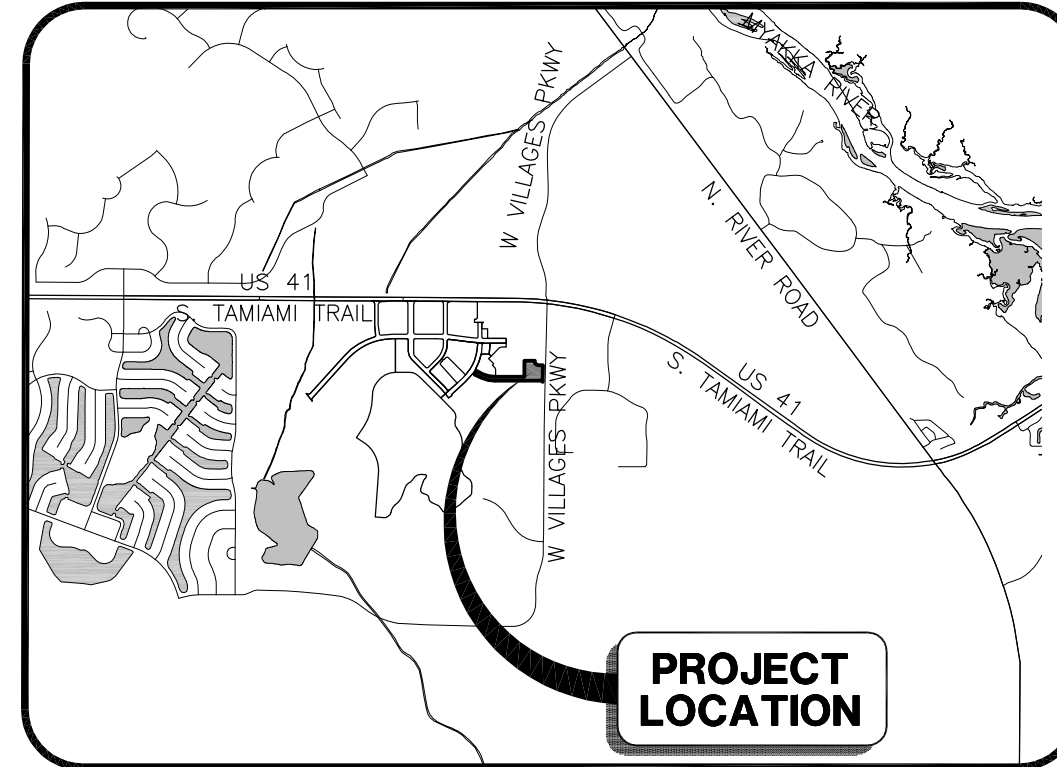 MYAKKA RIVER
W VILLAGES PKWY
N. RIVER ROAD
US 41
S. TAMIAMI TRAIL
US 41
S. TAMIAMI TRAIL
W VILLAGES PKWY
PROJECT
LOCATION